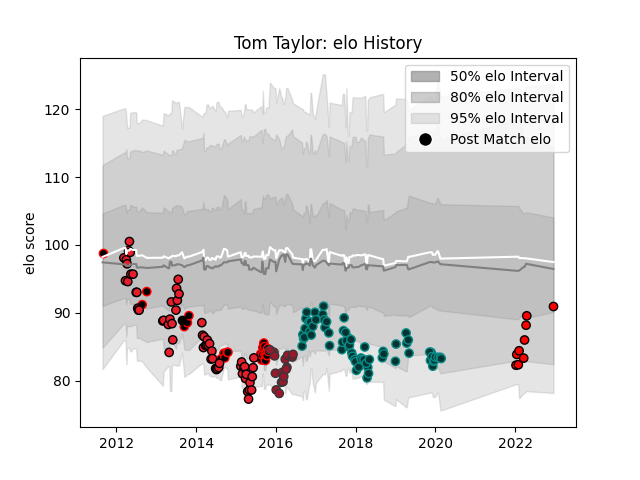 Tom Taylor: elo History
50% elo Interval
80% elo Interval
95% elo Interval
Post Match elo
elo score
120
110
100
90
80
2012
2014
2016
2018
2020
2022